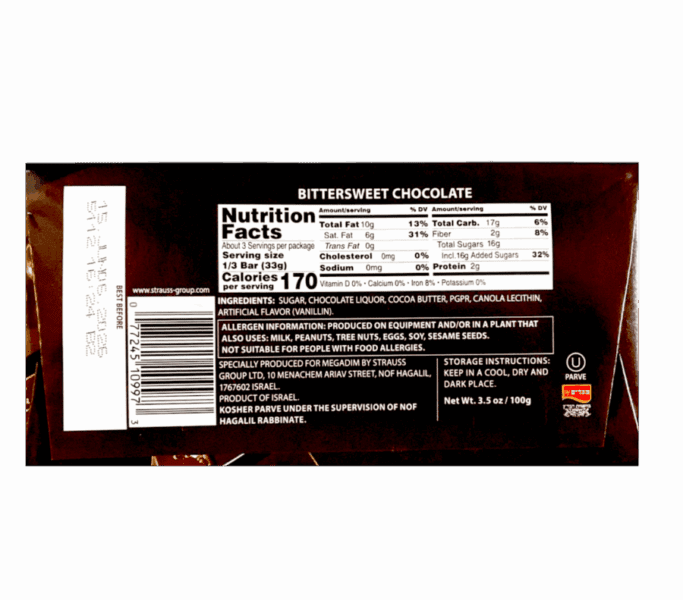 BITTERSWEET CHOCOLATE
Nutrition Facts
About 3 Servings per package
Serving size
1/3 Bar (33g)
Calories 170
per serving
Amount/serving % DV
Total Fat 10g 13%
Sat. Fat 6g 31%
Trans Fat 0g
Cholesterol 0mg 0%
Sodium 0mg 0%
Amount/serving % DV
Total Carb. 17g 6%
Fiber 2g 8%
Total Sugars 16g
Incl.16g Added Sugars 32%
Protein 2g
Vitamin D 0% • Calcium 0% • Iron 8% • Potassium 0%
INGREDIENTS: SUGAR, CHOCOLATE LIQUOR, COCOA BUTTER, PGPR, CANOLA LECITHIN,
ARTIFICIAL FLAVOR (VANILLIN).
ALLERGEN INFORMATION: PRODUCED ON EQUIPMENT AND/OR IN A PLANT THAT
ALSO USES: MILK, PEANUTS, TREE NUTS, EGGS, SOY, SESAME SEEDS.
NOT SUITABLE FOR PEOPLE WITH FOOD ALLERGIES.
SPECIALLY PRODUCED FOR MEGADIM BY STRAUSS
GROUP LTD, 10 MENACHEM ARIAV STREET, NOF HAGALIL,
1767602 ISRAEL.
PRODUCT OF ISRAEL.
KOSHER PARVE UNDER THE SUPERVISION OF NOF
HAGALIL RABBINATE.
STORAGE INSTRUCTIONS:
KEEP IN A COOL, DRY AND
DARK PLACE.
Net Wt. 3.5 oz / 100g
U
PARVE
www.strauss-group.com
BEST BEFORE
0 77245 10997 3